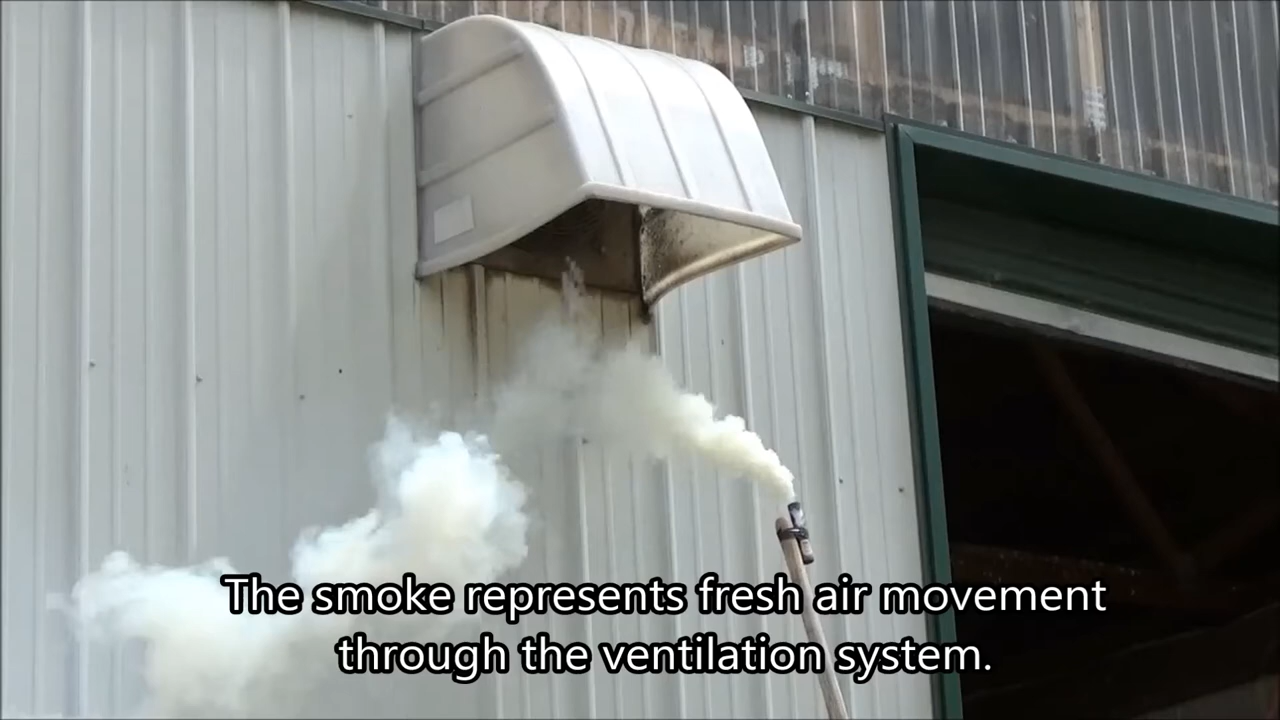 The smoke represents fresh air movement
through the ventilation system.